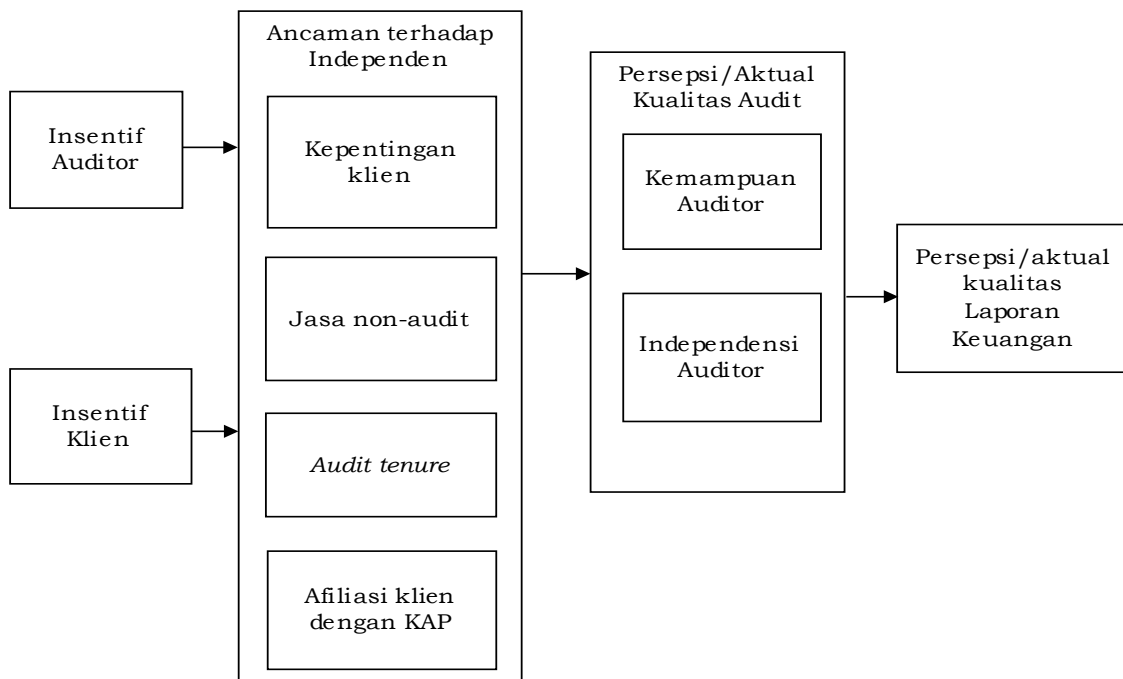 Insentif
Auditor
Insentif
Klien
Ancaman terhadap
Independen
Kepentingan
klien
Jasa non-audit
Audit tenure
Afiliasi klien
dengan KAP
Persepsi/Aktual
Kualitas Audit
Kemampuan
Auditor
Independensi
Auditor
Persepsi/aktual
kualitas
Laporan
Keuangan